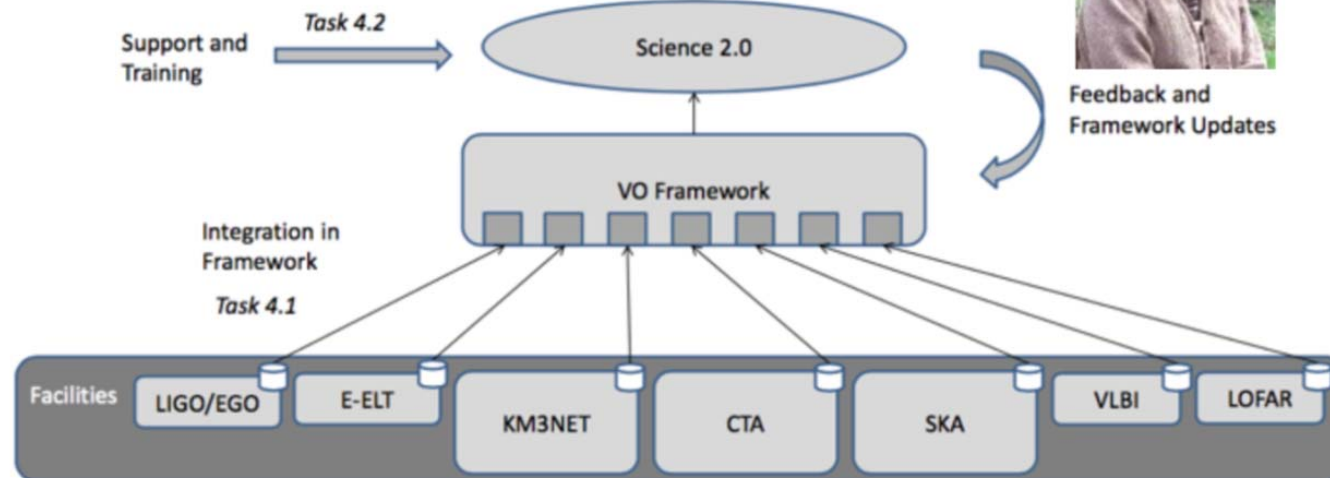 Task 4.2
Support and
Training
Science 2.0
Feedback and
Framework Updates
VO Framework
Integration in
Framework
Task 4.1
Facilities
LIGO/EGO
E-ELT
KM3NET
CTA
SKA
VLBI
LOFAR